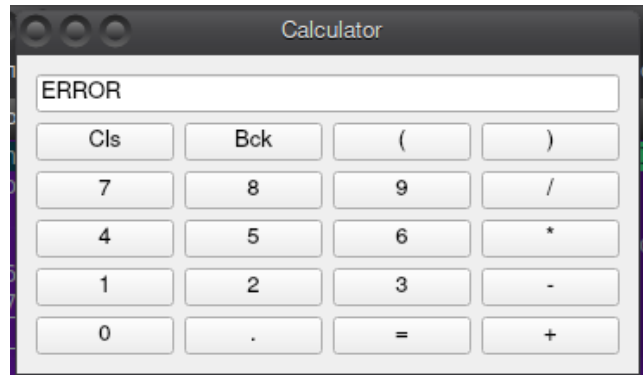 Calculator
ERROR
Cls Bck ( )
7 8 9 /
4 5 6 *
1 2 3 -
0 . = +